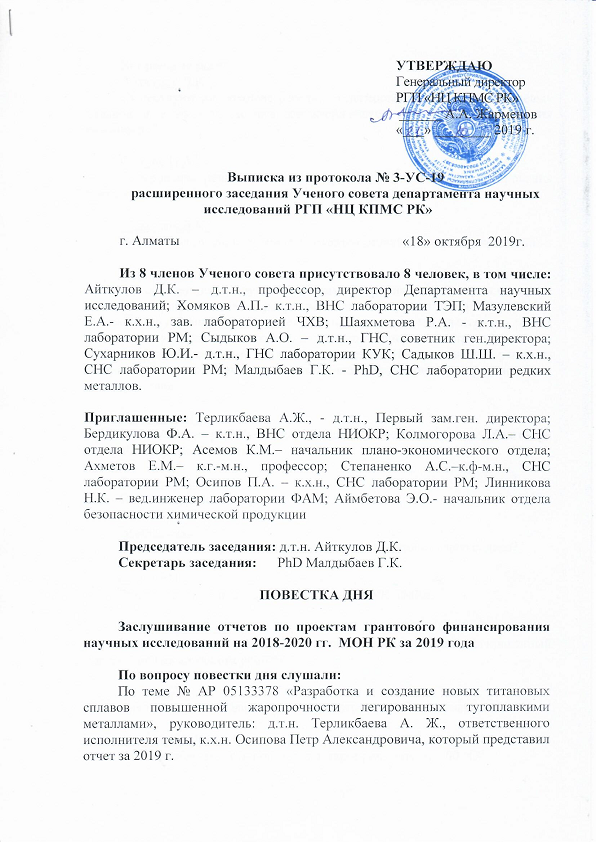 УТВЕРЖДАЮ
Генеральный директор
РГП «НЦ КПМС РК»
А.А. Жарменов
« » 2019 г.
Выписка из протокола № 3-УС-19
расширенного заседания Ученого совета департамента научных
исследований РГП «НЦ КПМС РК»
г. Алматы «18» октября 2019г.
Из 8 членов Ученого совета присутствовало 8 человек, в том числе:
Айткулов Д.К. – д.т.н., профессор, директор Департамента научных
исследований; Хомяков А.П.- к.т.н., ВНС лаборатории ТЭП; Мазулевский
Е.А.- к.х.н., зав. лабораторией ЧХВ; Шаяхметова Р.А. - к.т.н., ВНС
лаборатории РМ; Сыдыков А.О. – д.т.н., ГНС, советник ген.директора;
Сухарников Ю.И.- д.т.н., ГНС лаборатории КУК; Садыков Ш.Ш. – к.х.н.,
СНС лаборатории РМ; Малдыбаев Г.К. - PhD, СНС лаборатории редких
металлов.
Приглашенные: Терликбаева А.Ж., - д.т.н., Первый зам.ген. директора;
Бердикулова Ф.А. – к.т.н., ВНС отдела НИОКР; Колмогорова Л.А.– СНС
отдела НИОКР; Асемов К.М.– начальник плано-экономического отдела;
Ахметов Е.М.– к.г.-м.н., профессор; Степаненко А.С.–к.ф-м.н., СНС
лаборатории РМ; Осипов П.А. – к.х.н., СНС лаборатории РМ; Линникова
Н.К. – вед.инженер лаборатории ФАМ; Аймбетова Э.О.- начальник отдела
безопасности химической продукции
Председатель заседания: д.т.н. Айткулов Д.К.
Секретарь заседания: PhD Малдыбаев Г.К.
ПОВЕСТКА ДНЯ
Заслушивание отчетов по проектам грантового финансирования
научных исследований на 2018-2020 гг. МОН РК за 2019 года
По вопросу повестки дня слушали:
По теме № АР 05133378 «Разработка и создание новых титановых
сплавов повышенной жаропрочности легированных тугоплавкими
металлами», руководитель: д.т.н. Терликбаева А. Ж., ответственного
исполнителя темы, к.х.н. Осипова Петр Александровича, который представил
отчет за 2019 г.